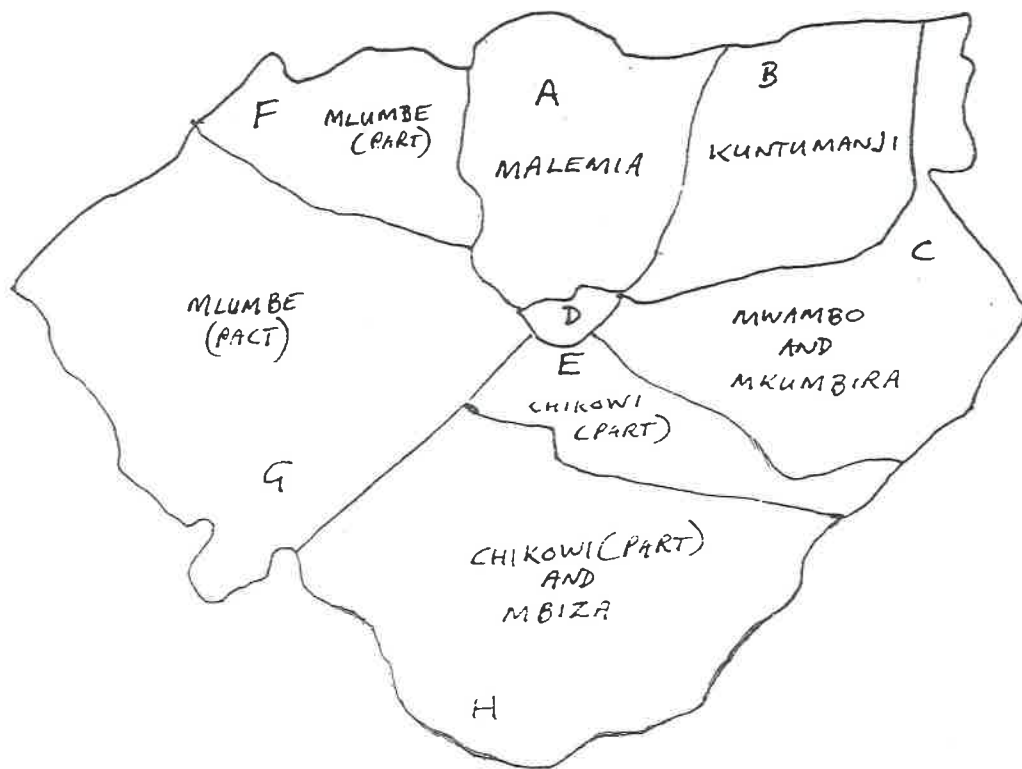 A
MALEMIA
B
KUNTUMANJI
F
MLUMBE
(PART)
C
MWAMBO
AND
MKUMBIRA
D
E
CHIKOWI
(PART)
MLUMBE
(PACT)
G
CHIKOWI (PART)
AND
MBIZA
H